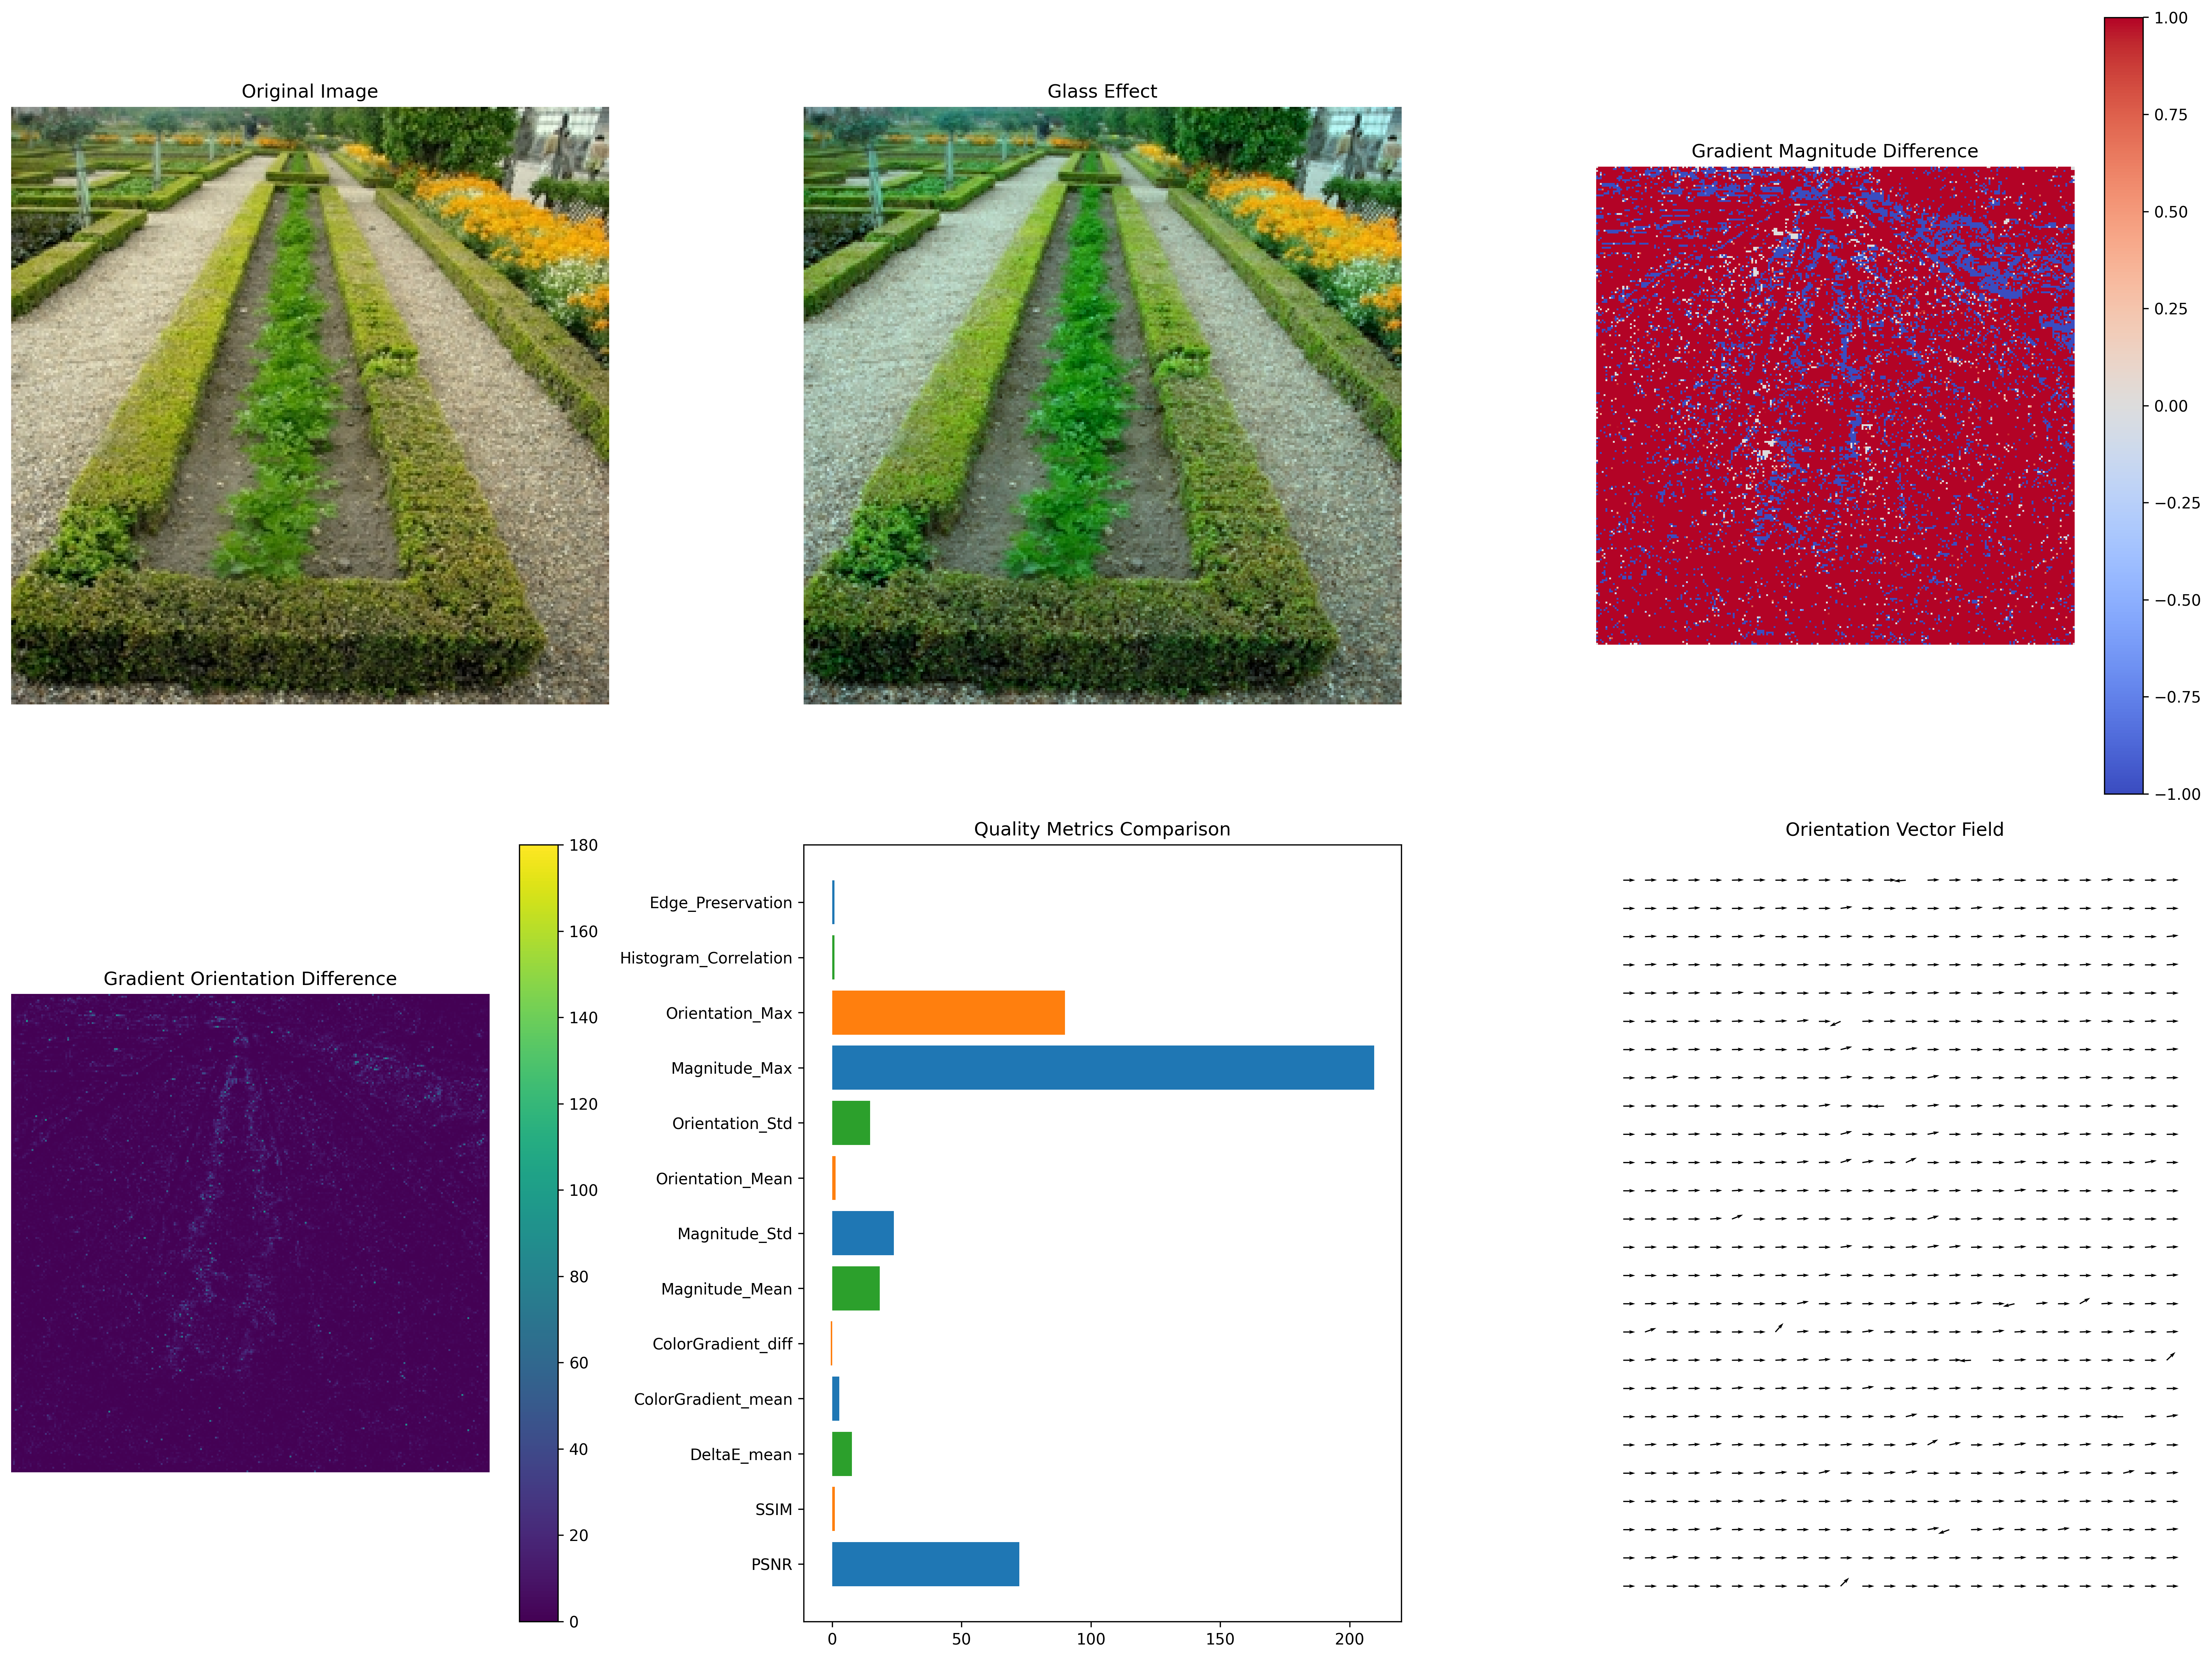 Original Image
Glass Effect
Gradient Magnitude Difference
1.00
0.75
0.50
0.25
0.00
−0.25
−0.50
−0.75
−1.00
Gradient Orientation Difference
180
160
140
120
100
80
60
40
20
0
Quality Metrics Comparison
Edge_Preservation
Histogram_Correlation
Orientation_Max
Magnitude_Max
Orientation_Std
Orientation_Mean
Magnitude_Std
Magnitude_Mean
ColorGradient_diff
ColorGradient_mean
DeltaE_mean
SSIM
PSNR
0 50 100 150 200
Orientation Vector Field